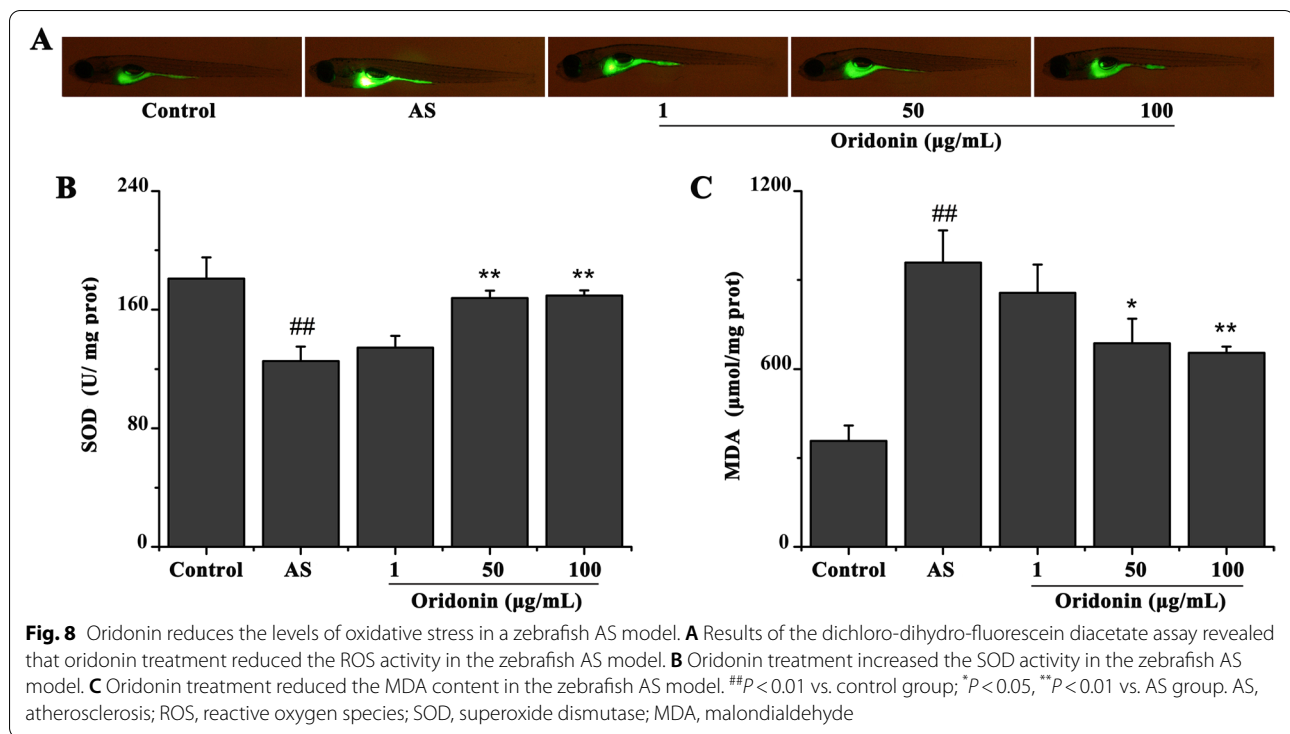 A
Control AS 1 50 100
Oridonin (µg/mL)
B
SOD (U/ mg prot)
240
160
80
0
##
**
**
Control AS 1 50 100
Oridonin (µg/mL)
C
MDA (µmol/mg prot)
1200
600
0
##
*
**
Control AS 1 50 100
Oridonin (µg/mL)
Fig. 8 Oridonin reduces the levels of oxidative stress in a zebrafish AS model. A Results of the dichloro-dihydro-fluorescein diacetate assay revealed
that oridonin treatment reduced the ROS activity in the zebrafish AS model. B Oridonin treatment increased the SOD activity in the zebrafish AS
model. C Oridonin treatment reduced the MDA content in the zebrafish AS model. ##P < 0.01 vs. control group; *P < 0.05, **P < 0.01 vs. AS group. AS,
atherosclerosis; ROS, reactive oxygen species; SOD, superoxide dismutase; MDA, malondialdehyde